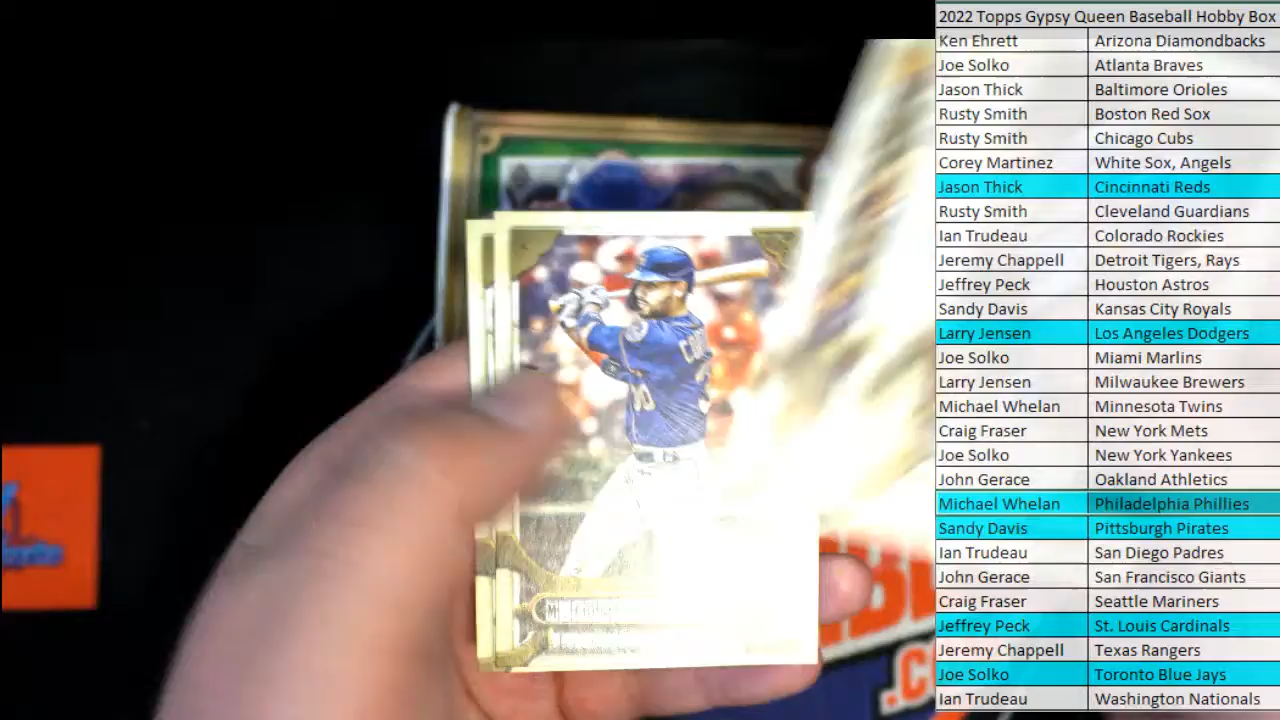 2022 Topps Gypsy Queen Baseball Hobby Box
Ken Ehrett Arizona Diamondbacks
Joe Solko Atlanta Braves
Jason Thick Baltimore Orioles
Rusty Smith Boston Red Sox
Rusty Smith Chicago Cubs
Corey Martinez White Sox, Angels
Jason Thick Cincinnati Reds
Rusty Smith Cleveland Guardians
Ian Trudeau Colorado Rockies
Jeremy Chappell Detroit Tigers, Rays
Jeffrey Peck Houston Astros
Sandy Davis Kansas City Royals
Larry Jensen Los Angeles Dodgers
Joe Solko Miami Marlins
Larry Jensen Milwaukee Brewers
Michael Whelan Minnesota Twins
Craig Fraser New York Mets
Joe Solko New York Yankees
John Gerace Oakland Athletics
Michael Whelan Philadelphia Phillies
Sandy Davis Pittsburgh Pirates
Ian Trudeau San Diego Padres
John Gerace San Francisco Giants
Craig Fraser Seattle Mariners
Jeffrey Peck St. Louis Cardinals
Jeremy Chappell Texas Rangers
Joe Solko Toronto Blue Jays
Ian Trudeau Washington Nationals